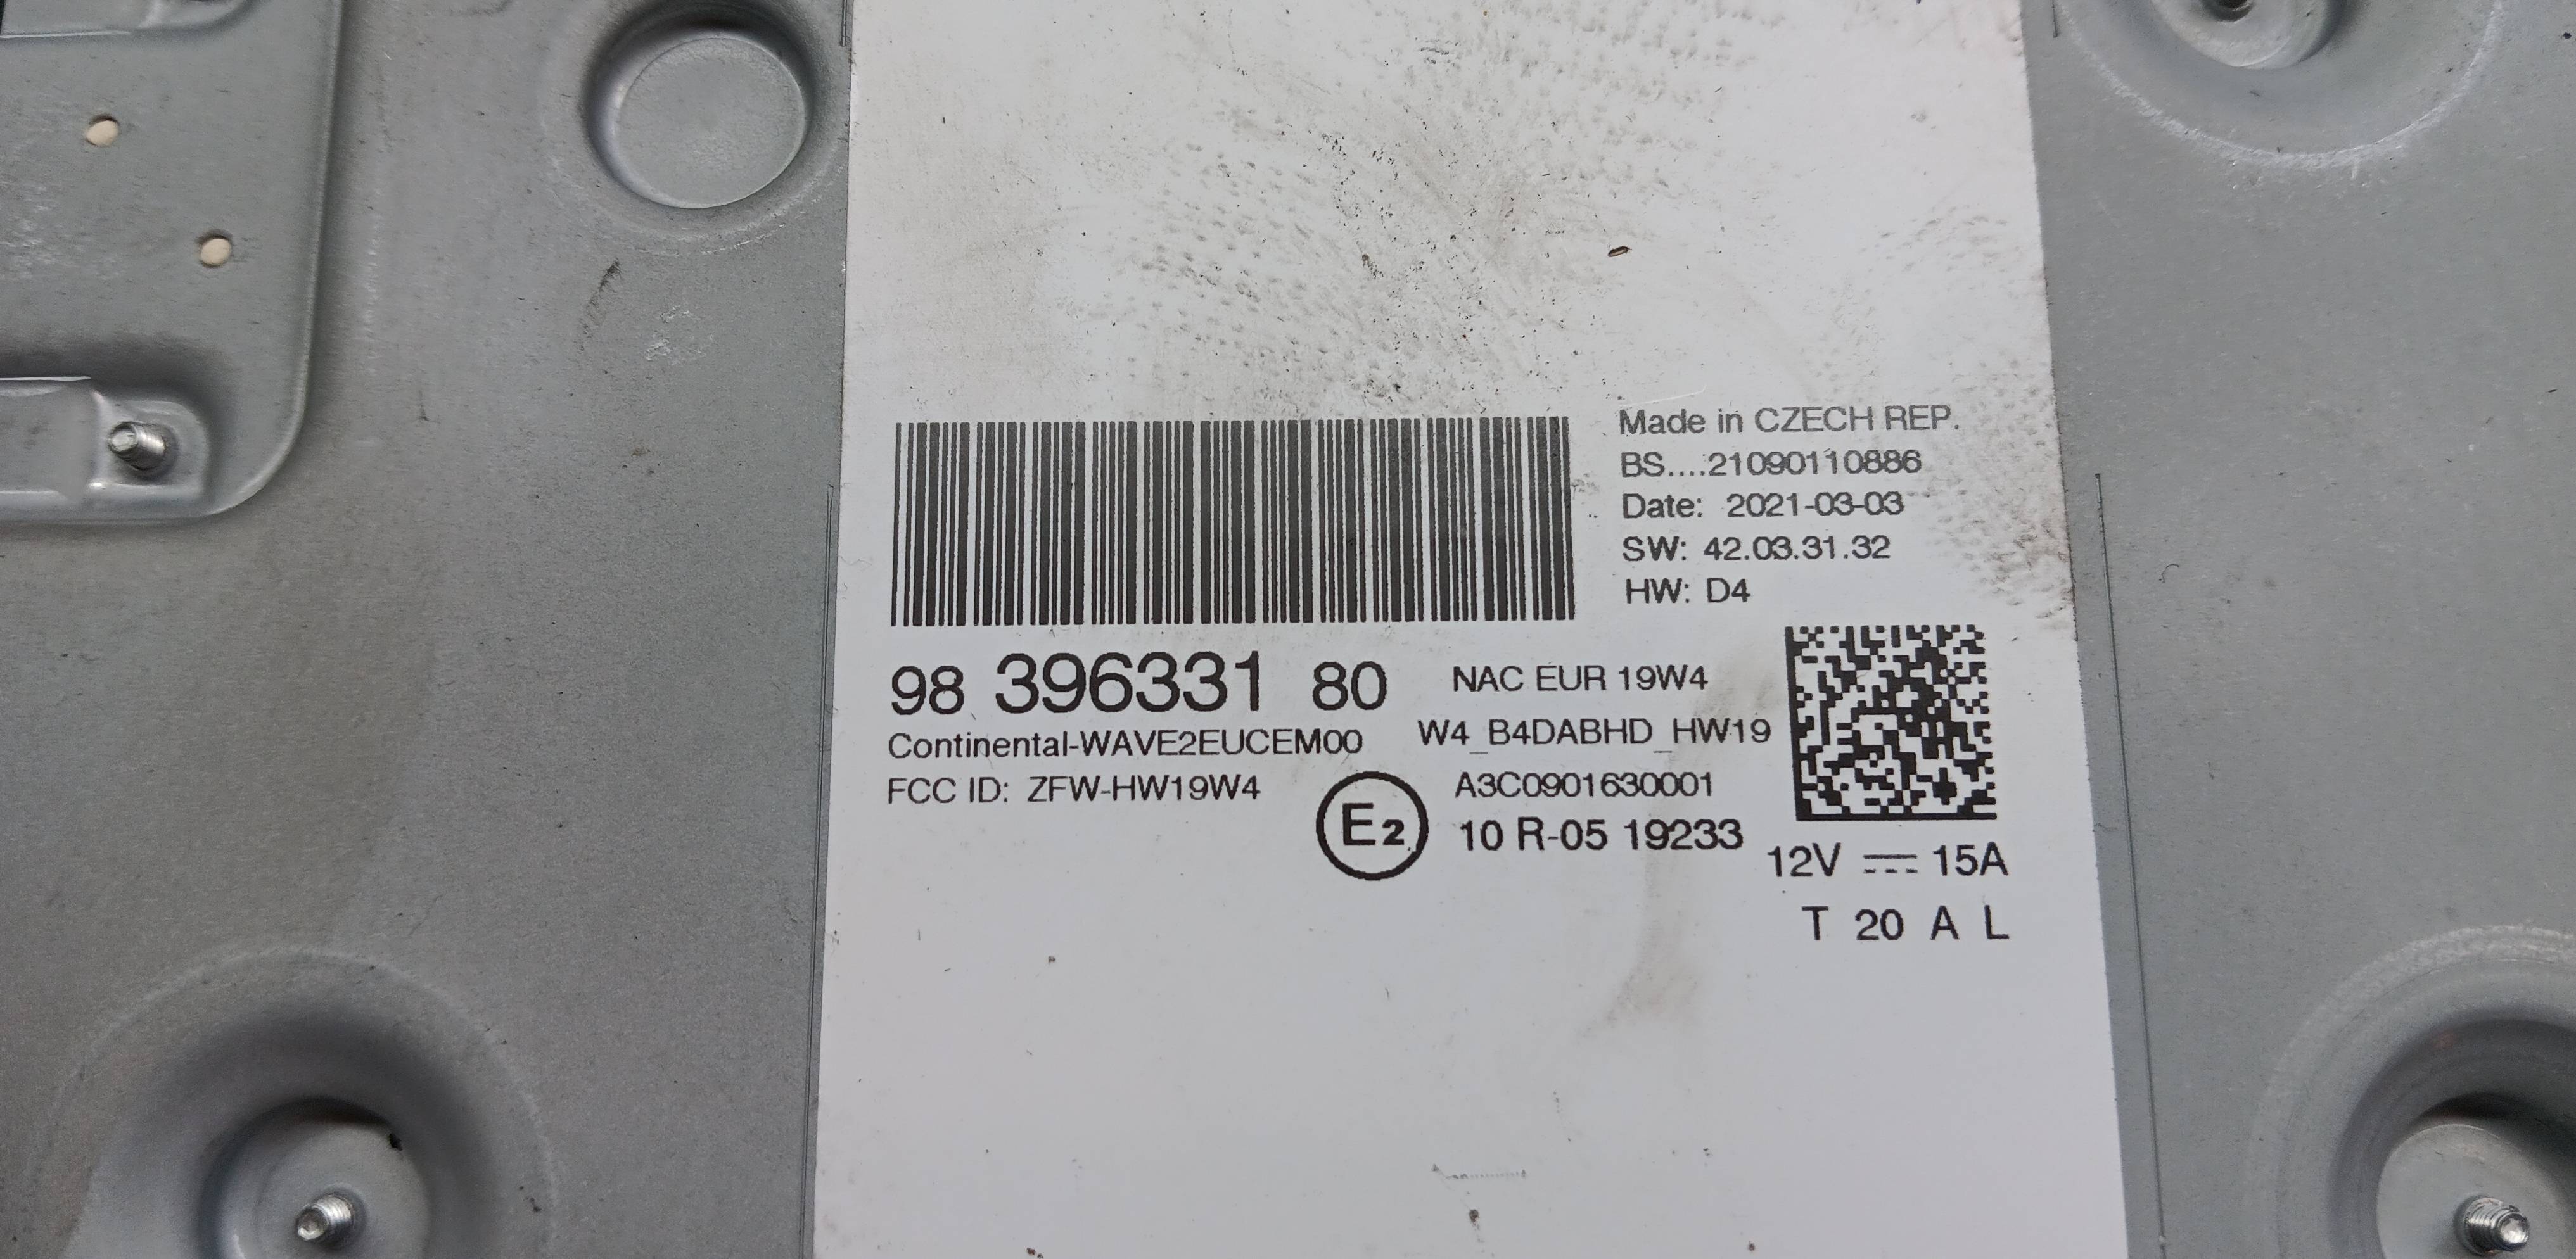 Made in CZECH REP.
BS....21090110886
Date: 2021-03-03
SW: 42.03.31.32
HW: D4
98 396331 80
NAC EUR 19W4
Continental-WAVE2EUCEM00
W4_B4DABHD_HW19
FCC ID: ZFW-HW19W4
A3C0901630001
E2
10 R-05 19233
12V 15A
T 20 A L